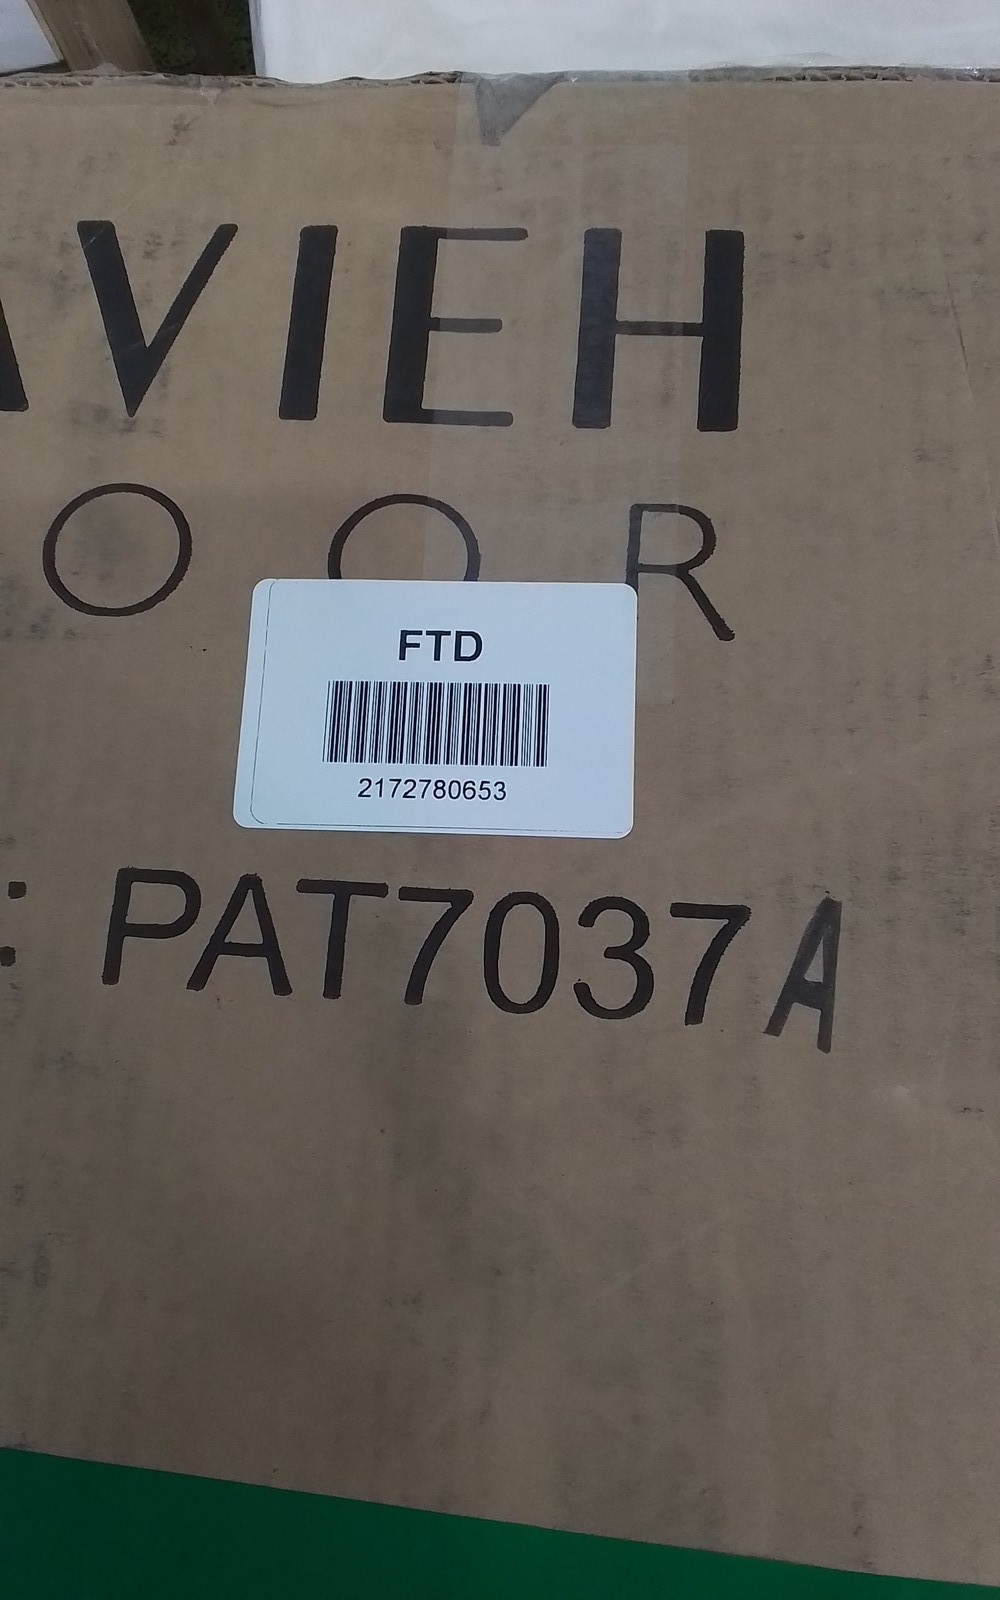 AVIEH
OOR
FTD
2172780653
: PAT7037A